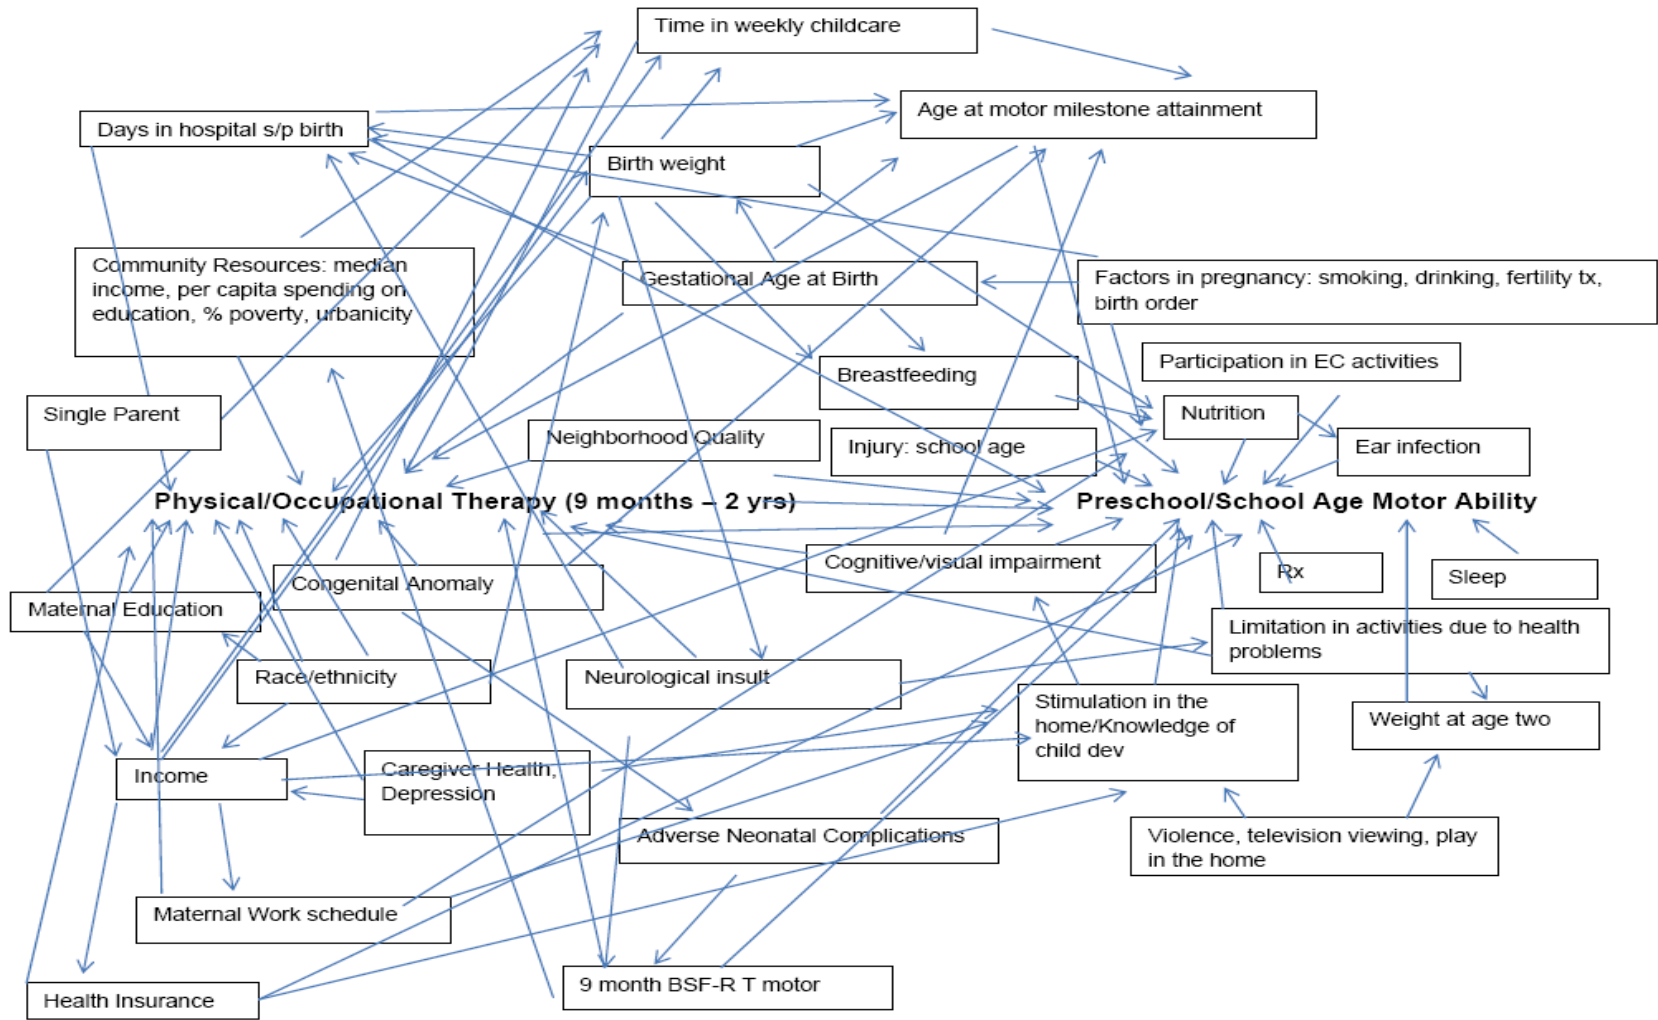 Time in weekly childcare
Age at motor milestone attainment
Days in hospital s/p birth
Birth weight
Community Resources: median
income, per capita spending on
education, % poverty, urbanicity
Gestational Age at Birth
Factors in pregnancy: smoking, drinking, fertility tx,
birth order
Participation in EC activities
Breastfeeding
Single Parent
Nutrition
Neighborhood Quality
Injury: school age
Ear infection
Physical/Occupational Therapy (9 months – 2 yrs)
Preschool/School Age Motor Ability
Cognitive/visual impairment
Rx
Sleep
Congenital Anomaly
Maternal Education
Limitation in activities due to health
problems
Race/ethnicity
Neurological insult
Stimulation in the
home/Knowledge of
child dev
Weight at age two
Income
Caregiver Health,
Depression
Adverse Neonatal Complications
Violence, television viewing, play
in the home
Maternal Work schedule
9 month BSF-R T motor
Health Insurance